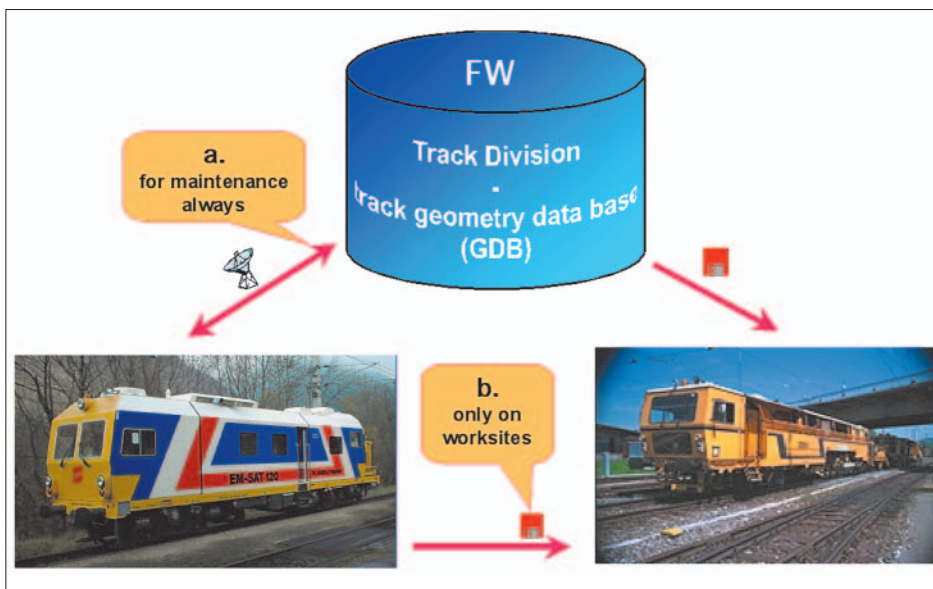 FW
Track Division
-
track geometry data base
(GDB)
a.
for maintenance
always
b.
only on
worksites
EM-SAT 120